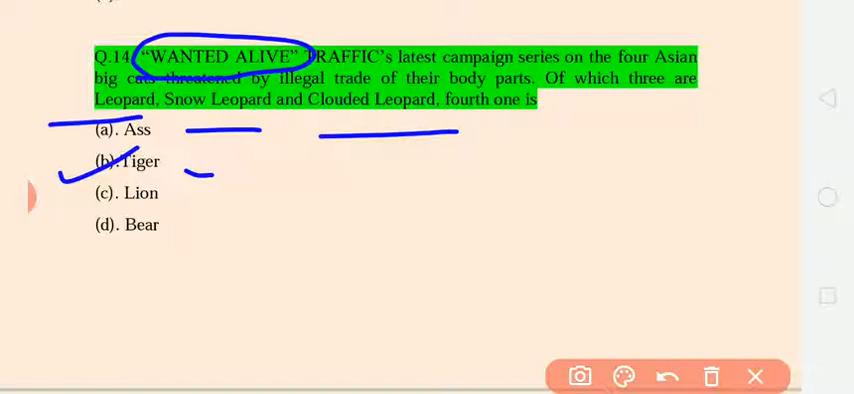 Q.14. “WANTED ALIVE” TRAFFIC’s latest campaign series on the four Asian
big cats threatened by illegal trade of their body parts. Of which three are
Leopard, Snow Leopard and Clouded Leopard, fourth one is
(a). Ass
(b).Tiger
(c). Lion
(d). Bear